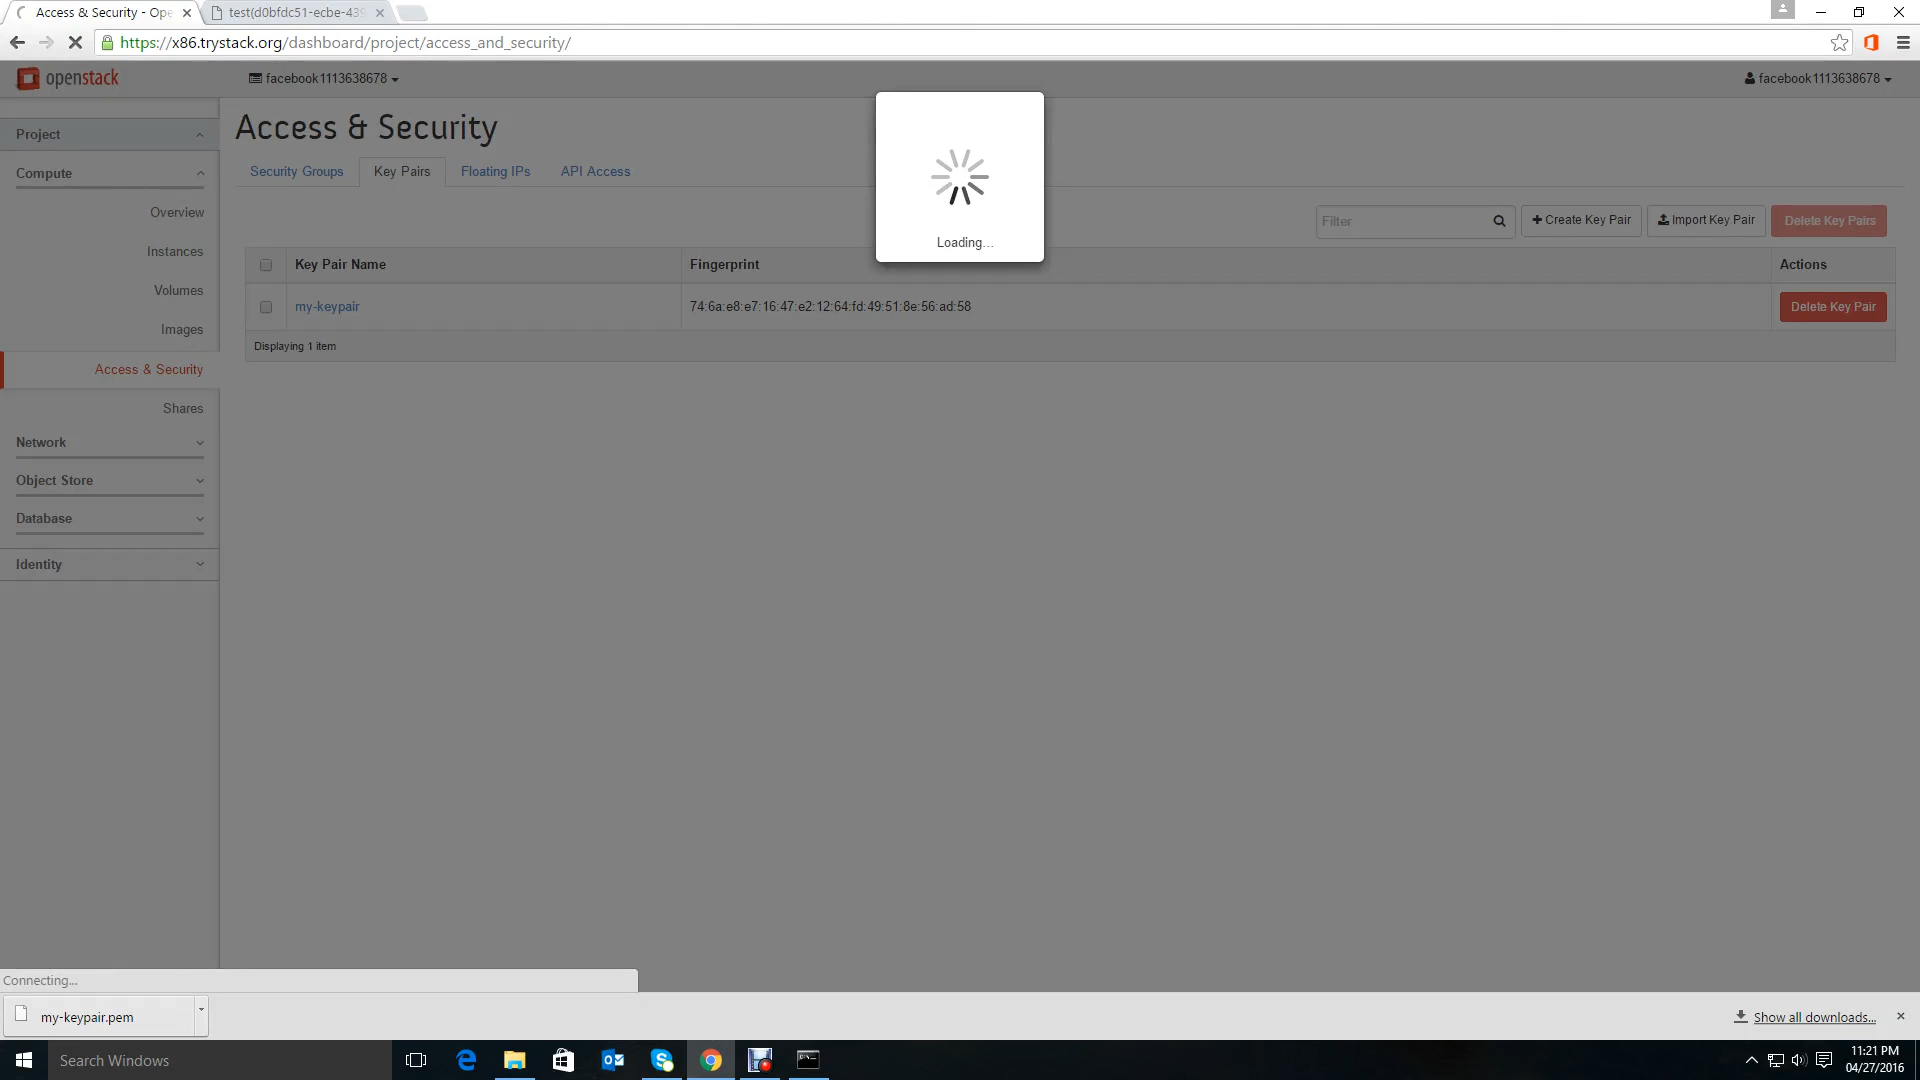 Access & Security - Ope
test(d0bfdc51-ecbe-439
https://x86.trystack.org/dashboard/project/access_and_security/
openstack
facebook1113638678
facebook1113638678
Project
Compute
Overview
Instances
Volumes
Images
Access & Security
Shares
Network
Object Store
Database
Identity
Access & Security
Security Groups
Key Pairs
Floating IPs
API Access
Filter
Create Key Pair
Import Key Pair
Delete Key Pairs
Key Pair Name
Fingerprint
Actions
my-keypair
74:6a:e8:e7:16:47:e2:12:64:fd:49:51:8e:56:ad:58
Delete Key Pair
Displaying 1 item
Loading...
Connecting...
my-keypair.pem
Show all downloads...
Search Windows
11:21 PM
04/27/2016